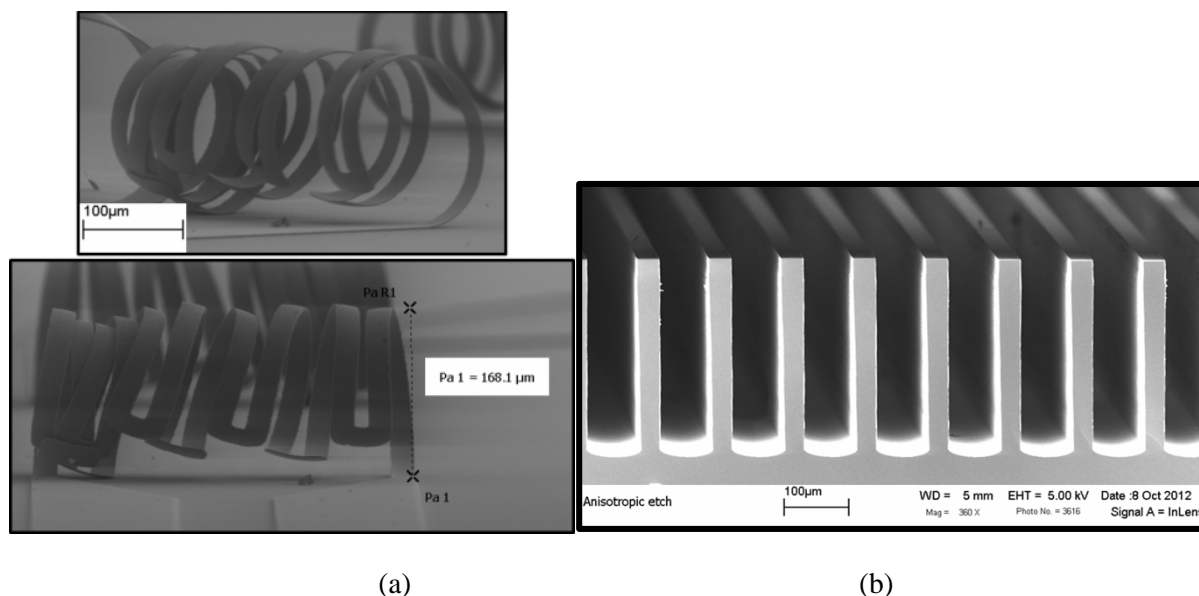 100µm
Pa R1
Pa 1 = 168.1 µm
Pa 1
(a)
Anisotropic etch
100µm
WD = 5 mm
EHT = 5.00 kV
Date :8 Oct 2012
Mag = 360 X
Photo No. = 3616
Signal A = InLens
(b)